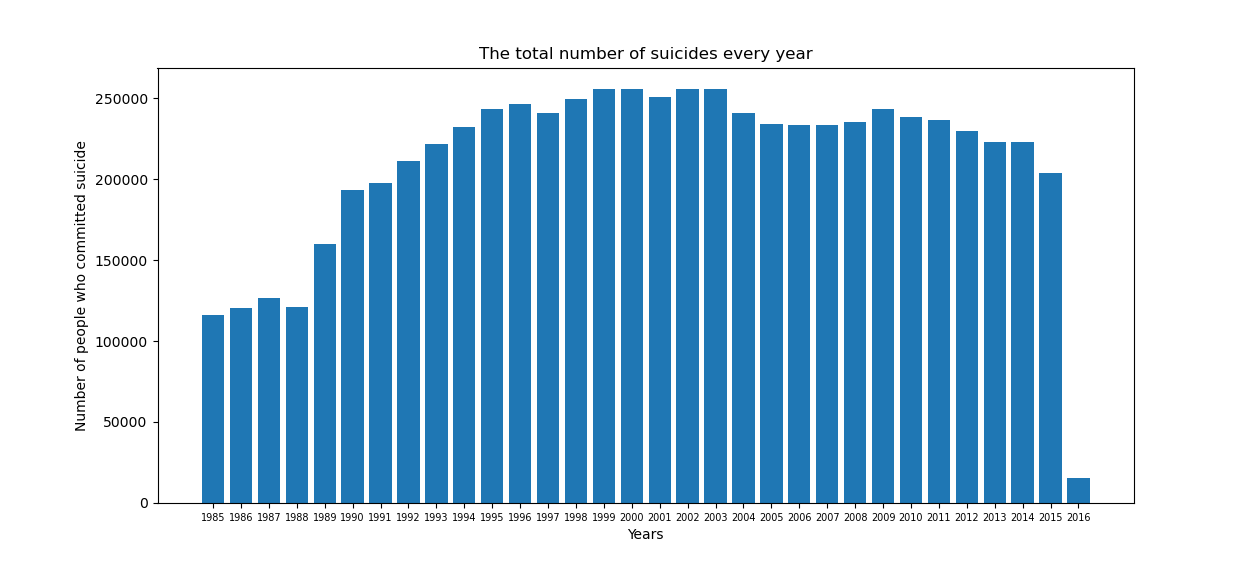 The total number of suicides every year
Number of people who committed suicide
250000
200000
150000
100000
50000
0
1985 1986 1987 1988 1989 1990 1991 1992 1993 1994 1995 1996 1997 1998 1999 2000 2001 2002 2003 2004 2005 2006 2007 2008 2009 2010 2011 2012 2013 2014 2015 2016
Years